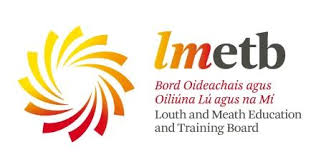 lmetb
Bord Oideachais agus
Oiliúna Lú agus na Mí
Louth and Meath Education
and Training Board